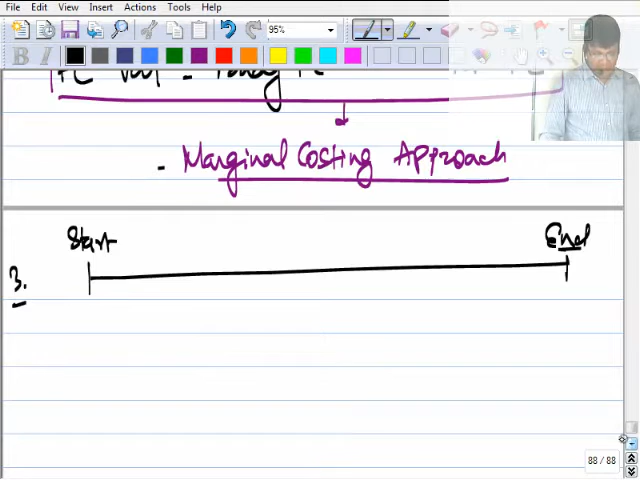 File Edit View Insert Actions Tools Help
95%
B I
- Marginal Costing Approach
Start End
3.
88 / 88